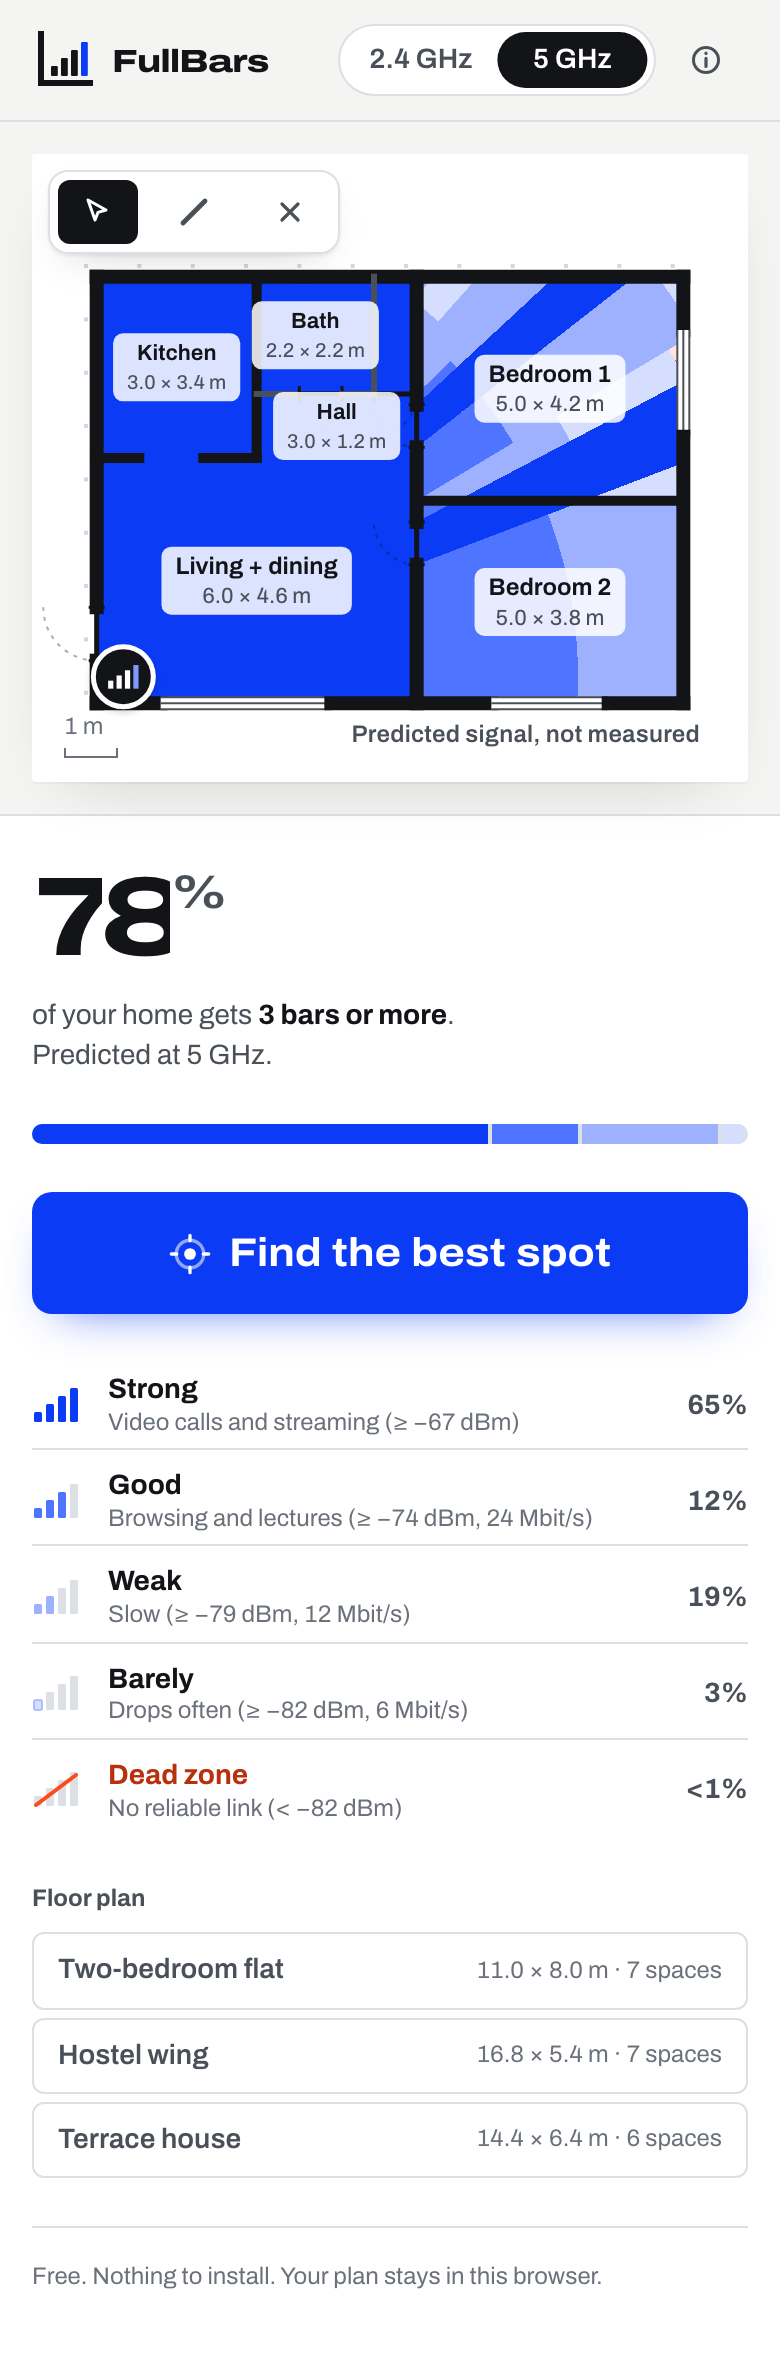 FullBars
2.4 GHz
5 GHz
Kitchen
3.0 × 3.4 m
Bath
2.2 × 2.2 m
Hall
3.0 × 1.2 m
Bedroom 1
5.0 × 4.2 m
Living + dining
6.0 × 4.6 m
Bedroom 2
5.0 × 3.8 m
1 m
Predicted signal, not measured
78%
of your home gets 3 bars or more.
Predicted at 5 GHz.
Find the best spot
Strong
Video calls and streaming (≥ −67 dBm)
65%
Good
Browsing and lectures (≥ −74 dBm, 24 Mbit/s)
12%
Weak
Slow (≥ −79 dBm, 12 Mbit/s)
19%
Barely
Drops often (≥ −82 dBm, 6 Mbit/s)
3%
Dead zone
No reliable link (< −82 dBm)
<1%
Floor plan
Two-bedroom flat
11.0 × 8.0 m · 7 spaces
Hostel wing
16.8 × 5.4 m · 7 spaces
Terrace house
14.4 × 6.4 m · 6 spaces
Free. Nothing to install. Your plan stays in this browser.